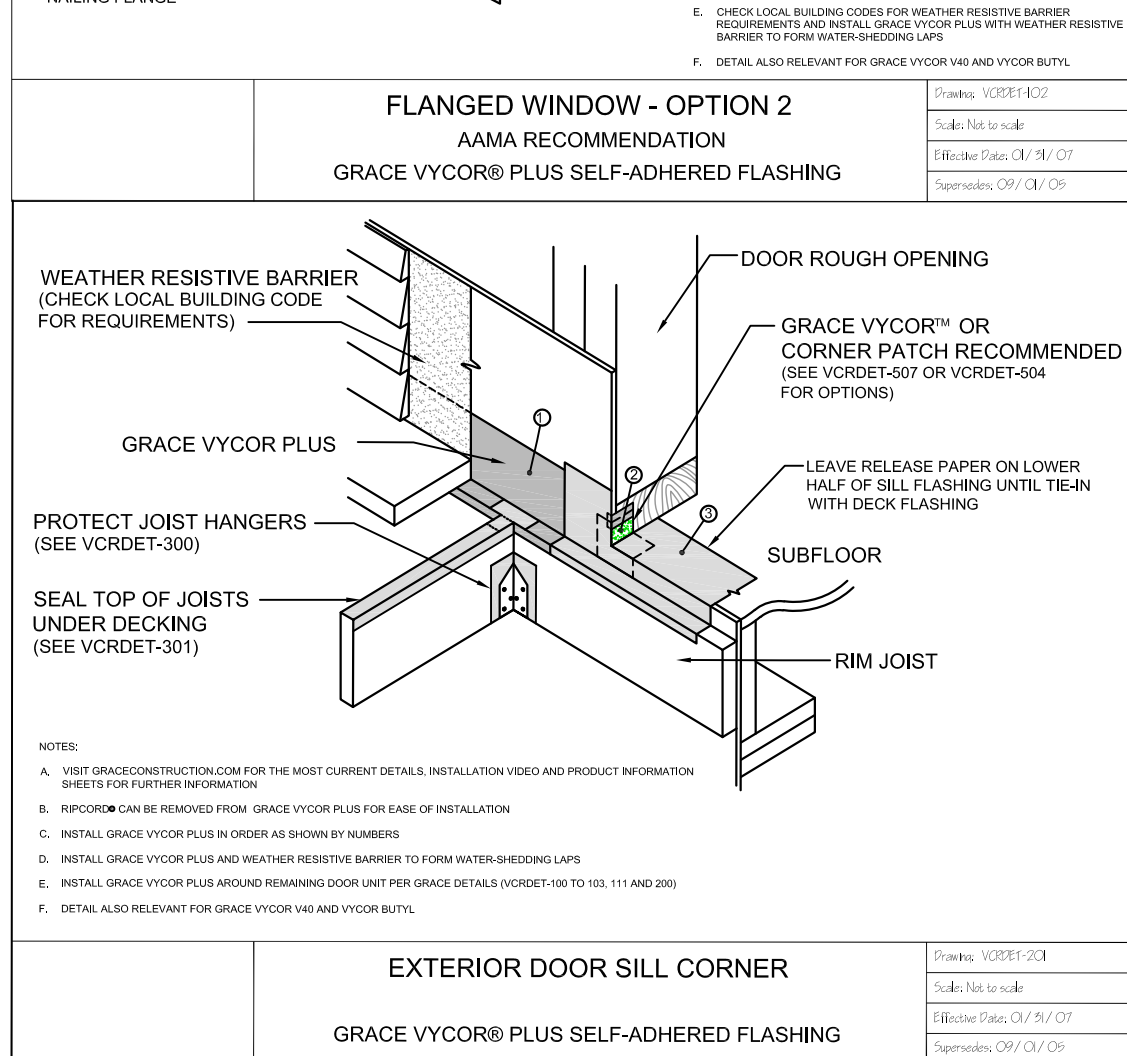 NAILING FLANGE
E. CHECK LOCAL BUILDING CODES FOR WEATHER RESISTIVE BARRIER
REQUIREMENTS AND INSTALL GRACE VYCOR PLUS WITH WEATHER RESISTIVE
BARRIER TO FORM WATER-SHEDDING LAPS
F. DETAIL ALSO RELEVANT FOR GRACE VYCOR V40 AND VYCOR BUTYL
FLANGED WINDOW - OPTION 2
AAMA RECOMMENDATION
GRACE VYCOR® PLUS SELF-ADHERED FLASHING
Drawing: VCRDET-102
Scale: Not to scale
Effective Date: 01/31/07
Supersedes: 09/01/05
WEATHER RESISTIVE BARRIER
(CHECK LOCAL BUILDING CODE
FOR REQUIREMENTS)
GRACE VYCOR PLUS
PROTECT JOIST HANGERS
(SEE VCRDET-300)
SEAL TOP OF JOISTS
UNDER DECKING
(SEE VCRDET-301)
1
2
3
DOOR ROUGH OPENING
GRACE VYCOR™ OR
CORNER PATCH RECOMMENDED
(SEE VCRDET-507 OR VCRDET-504
FOR OPTIONS)
LEAVE RELEASE PAPER ON LOWER
HALF OF SILL FLASHING UNTIL TIE-IN
WITH DECK FLASHING
SUBFLOOR
RIM JOIST
NOTES:
A. VISIT GRACECONSTRUCTION.COM FOR THE MOST CURRENT DETAILS, INSTALLATION VIDEO AND PRODUCT INFORMATION
SHEETS FOR FURTHER INFORMATION
B. RIPCORD® CAN BE REMOVED FROM GRACE VYCOR PLUS FOR EASE OF INSTALLATION
C. INSTALL GRACE VYCOR PLUS IN ORDER AS SHOWN BY NUMBERS
D. INSTALL GRACE VYCOR PLUS AND WEATHER RESISTIVE BARRIER TO FORM WATER-SHEDDING LAPS
E. INSTALL GRACE VYCOR PLUS AROUND REMAINING DOOR UNIT PER GRACE DETAILS (VCRDET-100 TO 103, 111 AND 200)
F. DETAIL ALSO RELEVANT FOR GRACE VYCOR V40 AND VYCOR BUTYL
EXTERIOR DOOR SILL CORNER
GRACE VYCOR® PLUS SELF-ADHERED FLASHING
Drawing: VCRDET-201
Scale: Not to scale
Effective Date: 01/31/07
Supersedes: 09/01/05